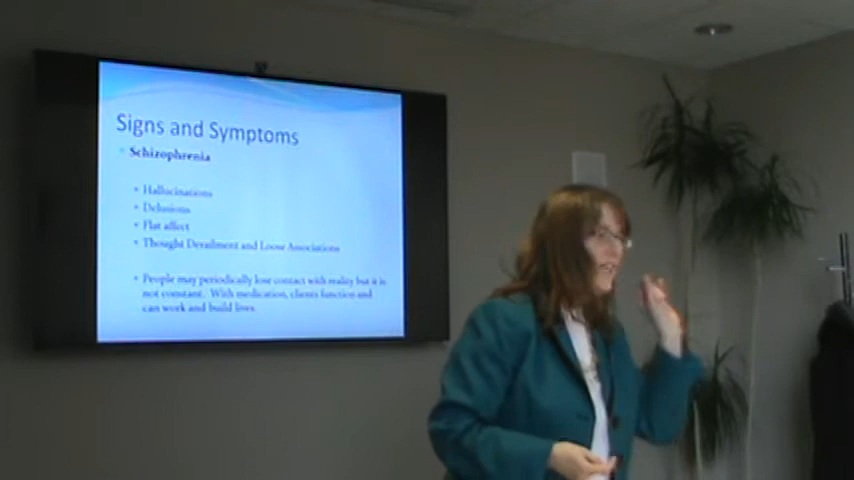 Signs and Symptoms
Schizophrenia
Hallucinations
Delusions
Flat affect
Thought Derailment and Loose Associations
People may periodically lose contact with reality but it is
not constant. With medication, clients function and
can work and build lives.